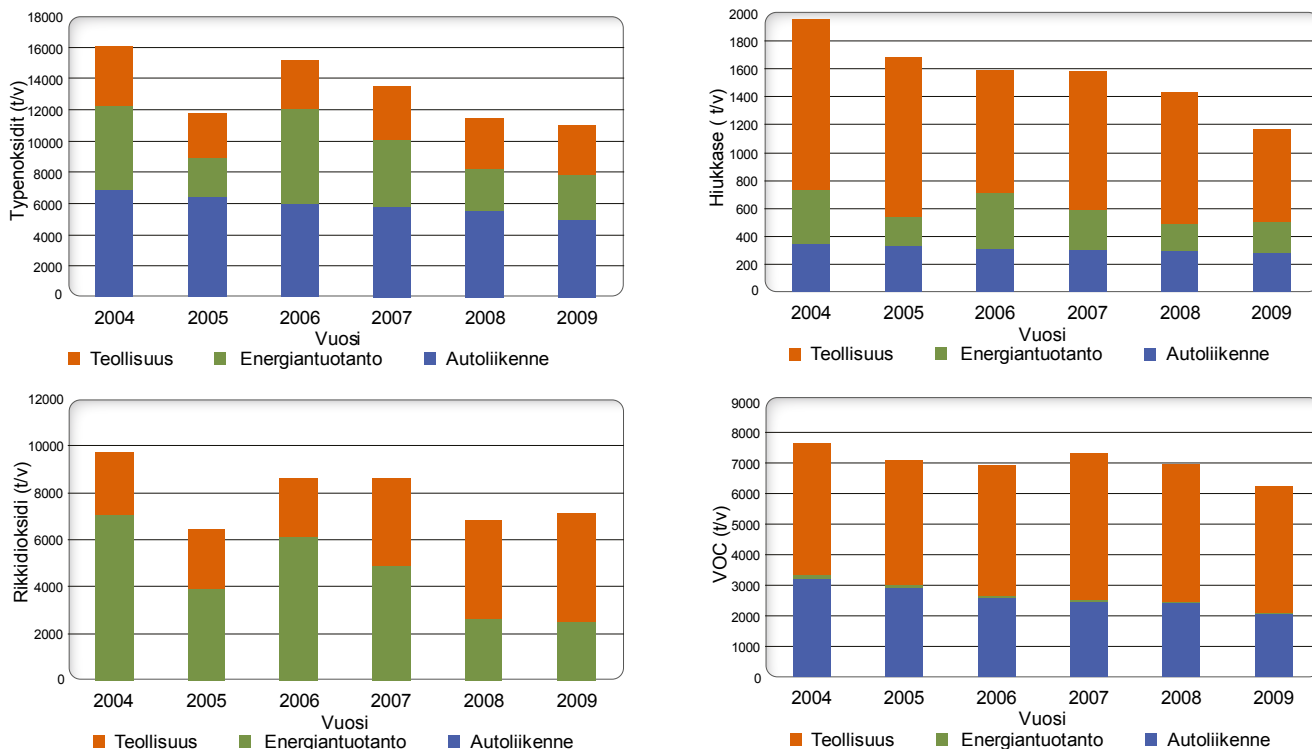 Typenoksidit (t/v)
18000
16000
14000
12000
10000
8000
6000
4000
2000
0
2004 2005 2006 2007 2008 2009
Vuosi
Teollisuus Energiantuotanto Autoliikenne
Hiukkase ( t/v)
2000
1800
1600
1400
1200
1000
800
600
400
200
0
2004 2005 2006 2007 2008 2009
Vuosi
Teollisuus Energiantuotanto Autoliikenne
Rikkidioksidi (t/v)
12000
10000
8000
6000
4000
2000
0
2004 2005 2006 2007 2008 2009
Vuosi
Teollisuus Energiantuotanto Autoliikenne
VOC (t/v)
9000
8000
7000
6000
5000
4000
3000
2000
1000
0
2004 2005 2006 2007 2008 2009
Vuosi
Teollisuus Energiantuotanto Autoliikenne